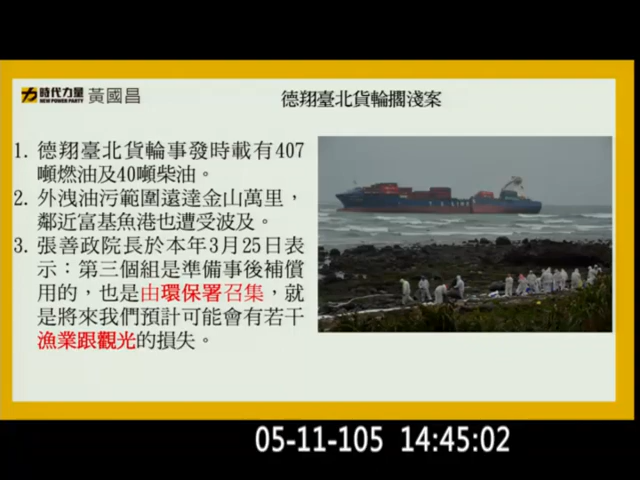 力 時代力量 黃國昌
NEW POWER PARTY
德翔臺北貨輪擱淺案
1. 德翔臺北貨輪事發時載有407
噸燃油及40噸柴油。
2. 外洩油污範圍遠達金山萬里，
鄰近富基魚港也遭受波及。
3. 張善政院長於本年3月25日表
示：第三個組是準備事後補償
用的，也是由環保署召集，就
是將來我們預計可能會有若干
漁業跟觀光的損失。
05-11-105 14:45:02